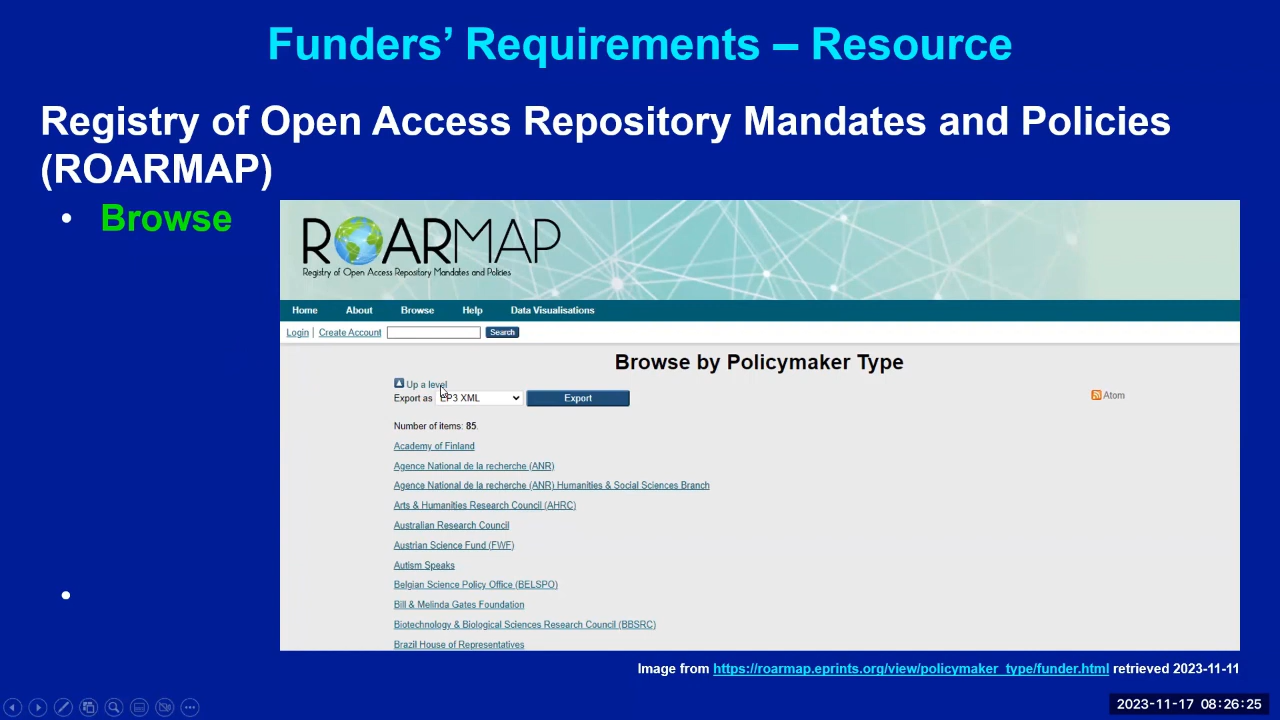 Funders’ Requirements – Resource
Registry of Open Access Repository Mandates and Policies
(ROARMAP)
• Browse
ROARMAP
Registry of Open Access Repository Mandates and Policies
Home About Browse Help Data Visualisations
Login | Create Account Search
Browse by Policymaker Type
Up a level
Export as EP3 XML Export
Atom
Number of items: 85.
Academy of Finland
Agence National de la recherche (ANR)
Agence National de la recherche (ANR) Humanities & Social Sciences Branch
Arts & Humanities Research Council (AHRC)
Australian Research Council
Austrian Science Fund (FWF)
Autism Speaks
Belgian Science Policy Office (BELSPO)
Bill & Melinda Gates Foundation
Biotechnology & Biological Sciences Research Council (BBSRC)
Brazil House of Representatives
•
Image from https://roarmap.eprints.org/view/policymaker_type/funder.html retrieved 2023-11-11
2023-11-17 08:26:25